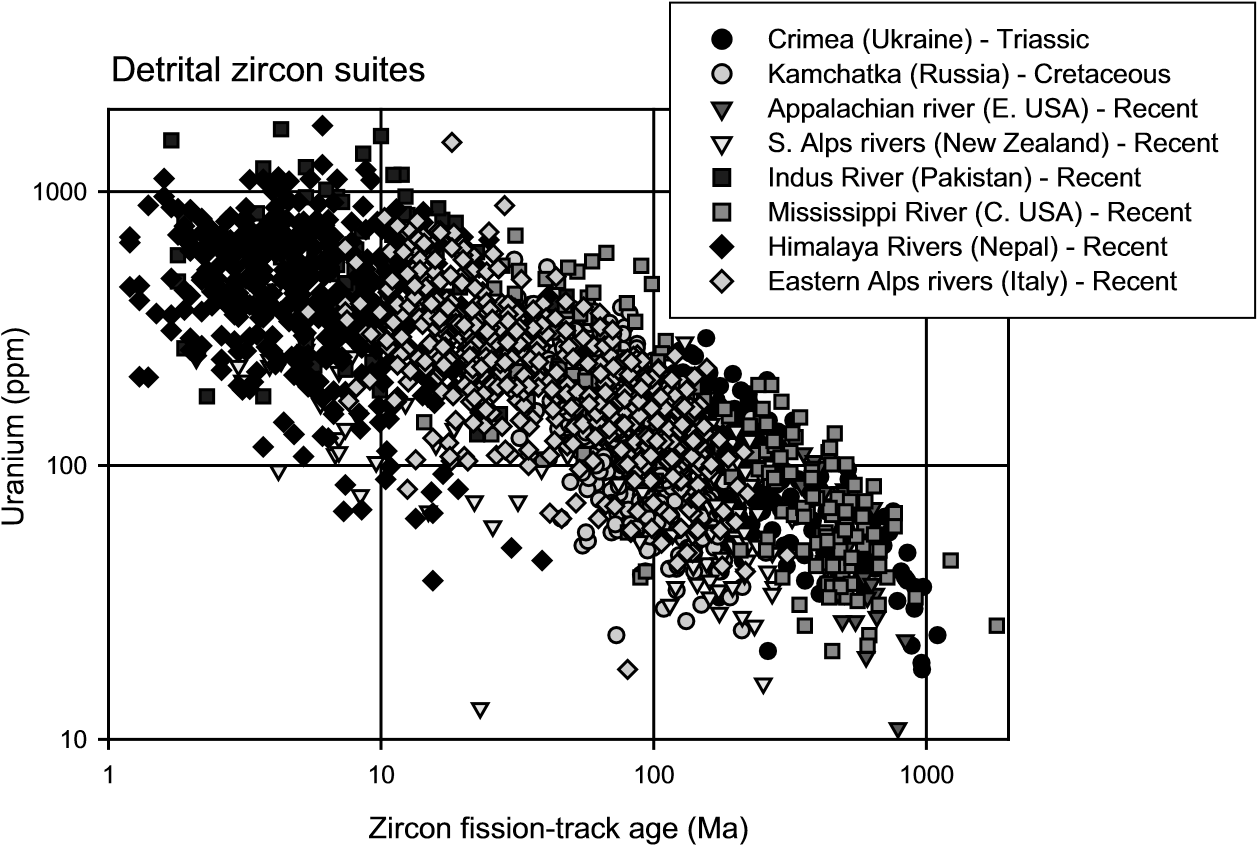 Detrital zircon suites
Crimea (Ukraine) - Triassic
Kamchatka (Russia) - Cretaceous
Appalachian river (E. USA) - Recent
S. Alps rivers (New Zealand) - Recent
Indus River (Pakistan) - Recent
Mississippi River (C. USA) - Recent
Himalaya Rivers (Nepal) - Recent
Eastern Alps rivers (Italy) - Recent
Uranium (ppm)
1000
100
10
1 10 100 1000
Zircon fission-track age (Ma)